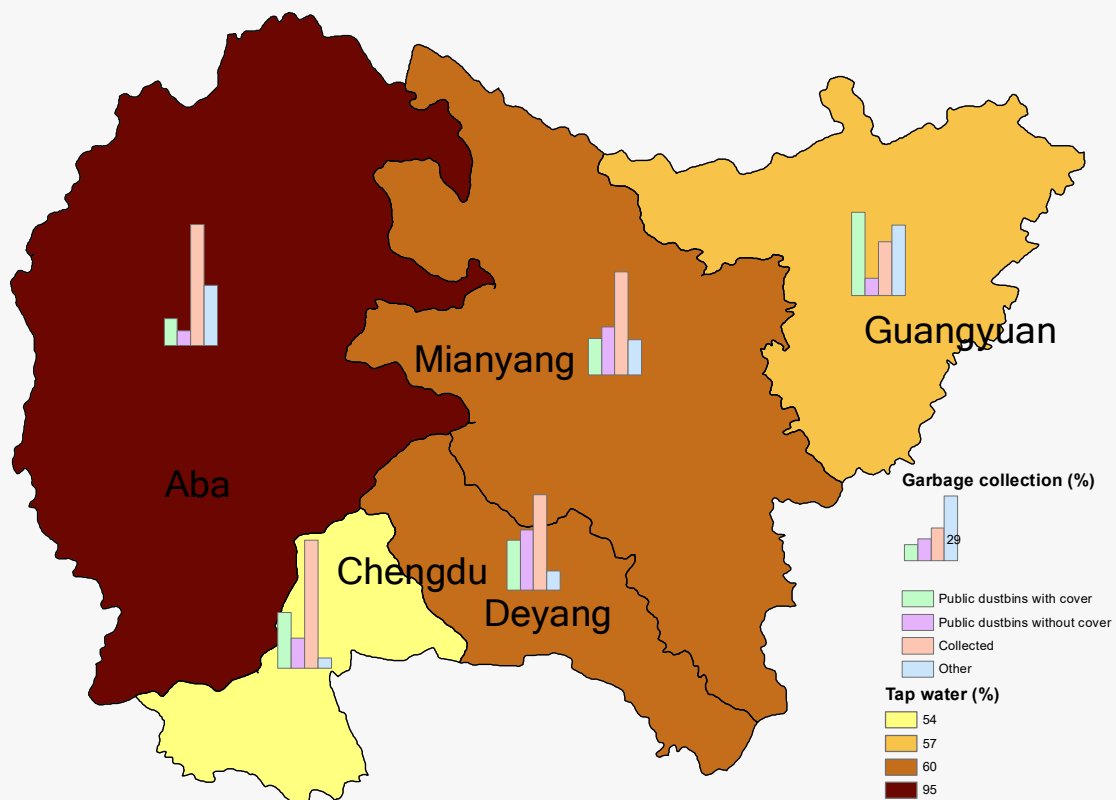 Guangyuan
Mianyang
Aba
Chengdu
Deyang
Garbage collection (%)
29
Public dustbins with cover
Public dustbins without cover
Collected
Other
Tap water (%)
54
57
60
95